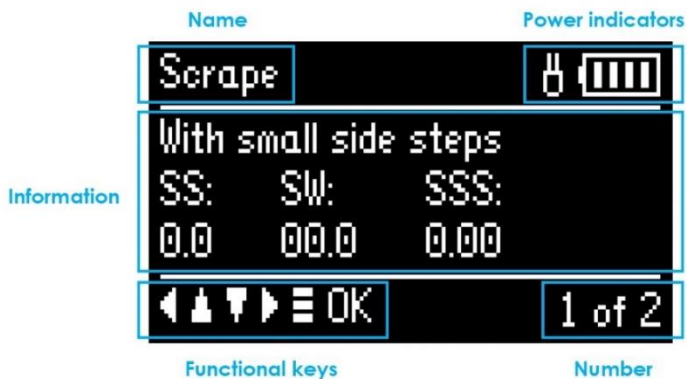 Name Power indicators
Scrape
With small side steps
Information
SS: SW: SSS:
0.0 00.0 0.00
OK 1 of 2
Functional keys Number